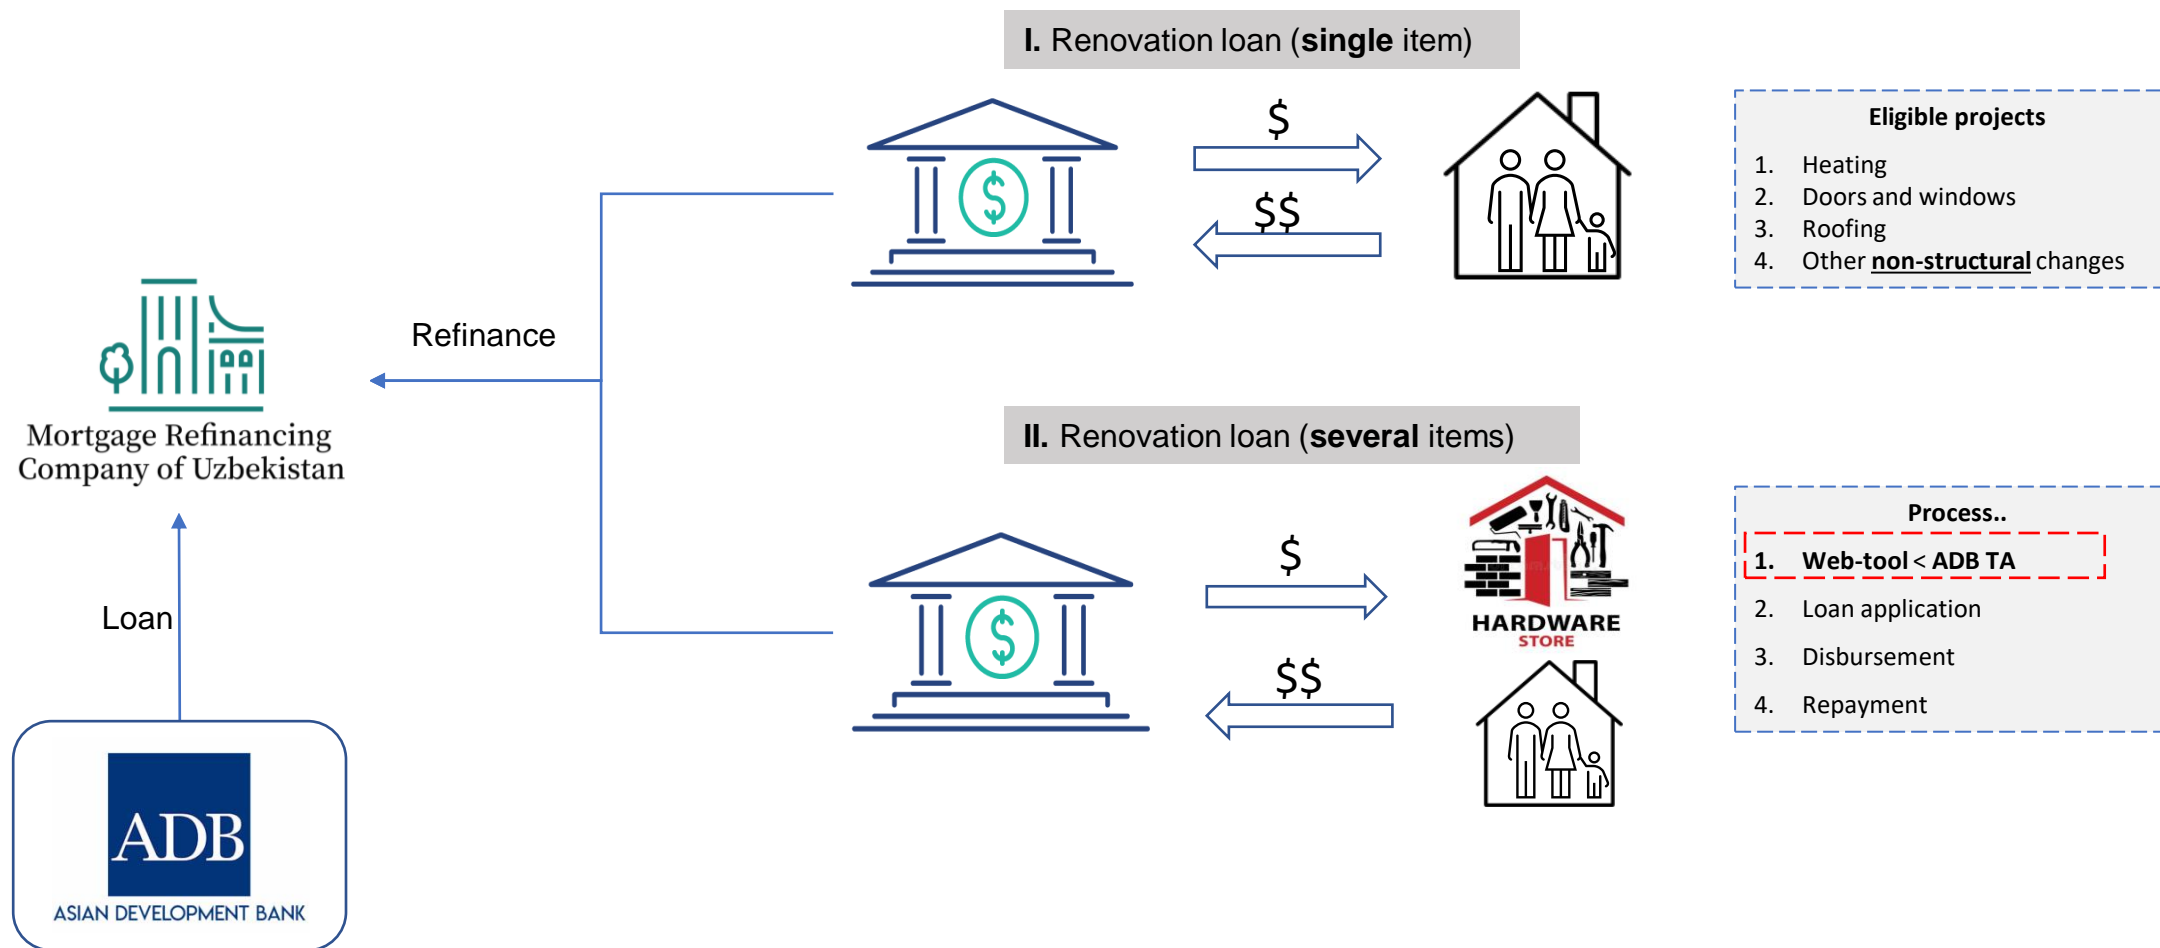 I. Renovation loan (single item)
$
$$
Eligible projects
1. Heating
2. Doors and windows
3. Roofing
4. Other non-structural changes
$
Refinance
Mortgage Refinancing
Company of Uzbekistan
II. Renovation loan (several items)
$
$$
$
HARDWARE
STORE
Process..
1. Web-tool < ADB TA
2. Loan application
3. Disbursement
4. Repayment
Loan
ADB
ASIAN DEVELOPMENT BANK